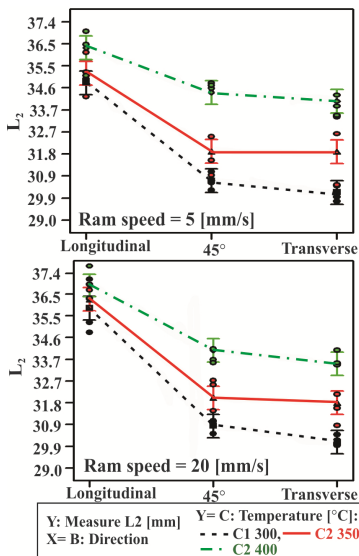 37.4
36.5
35.5
34.6
33.7
32.7
31.8
30.9
29.9
29.0
L2
Ram speed = 5 [mm/s]
Longitudinal 45° Transverse
37.4
36.5
35.5
34.6
33.7
32.7
31.8
30.9
29.9
29.0
L2
Ram speed = 20 [mm/s]
Longitudinal 45° Transverse
Y: Measure L2 [mm]
X= B: Direction
Y= C: Temperature [°C]:
C1 300, C2 350
C2 400